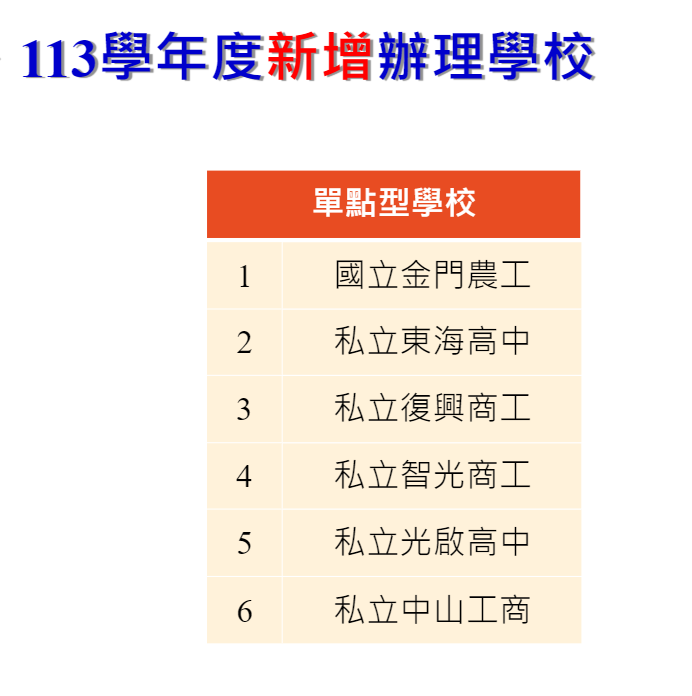 113學年度新增辦理學校
單點型學校
1 國立金門農工
2 私立東海高中
3 私立復興商工
4 私立智光商工
5 私立光啟高中
6 私立中山工商